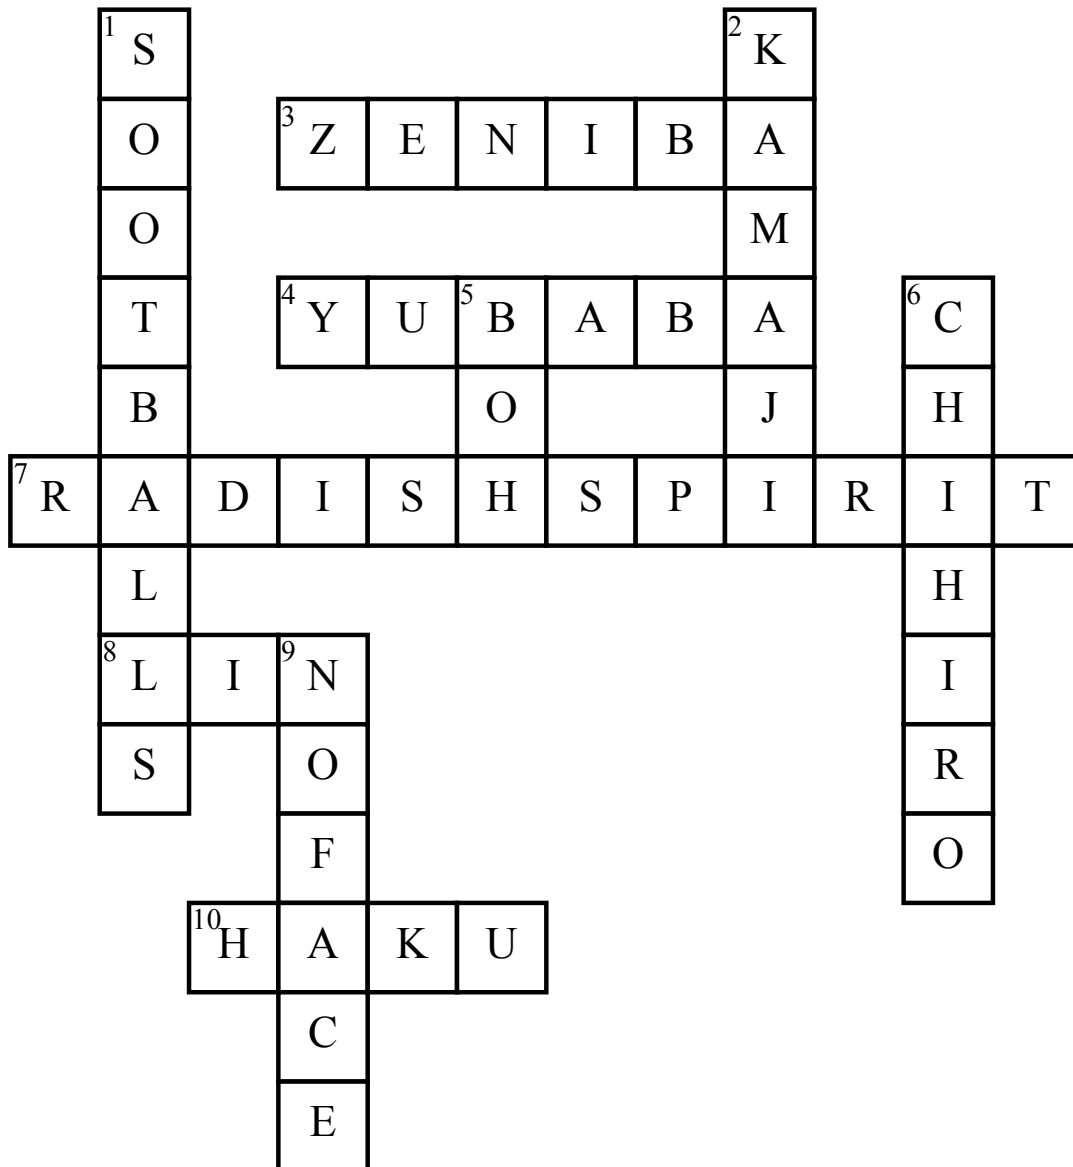 1 S 2 K
O 3 Z E N I B A
O M
T 4 Y U 5 B A B A 6 C
B O J H
7 R A D I S H S P I R I T
L H
8 L I 9 N I
S O R
F O
10 H A K U
C
E